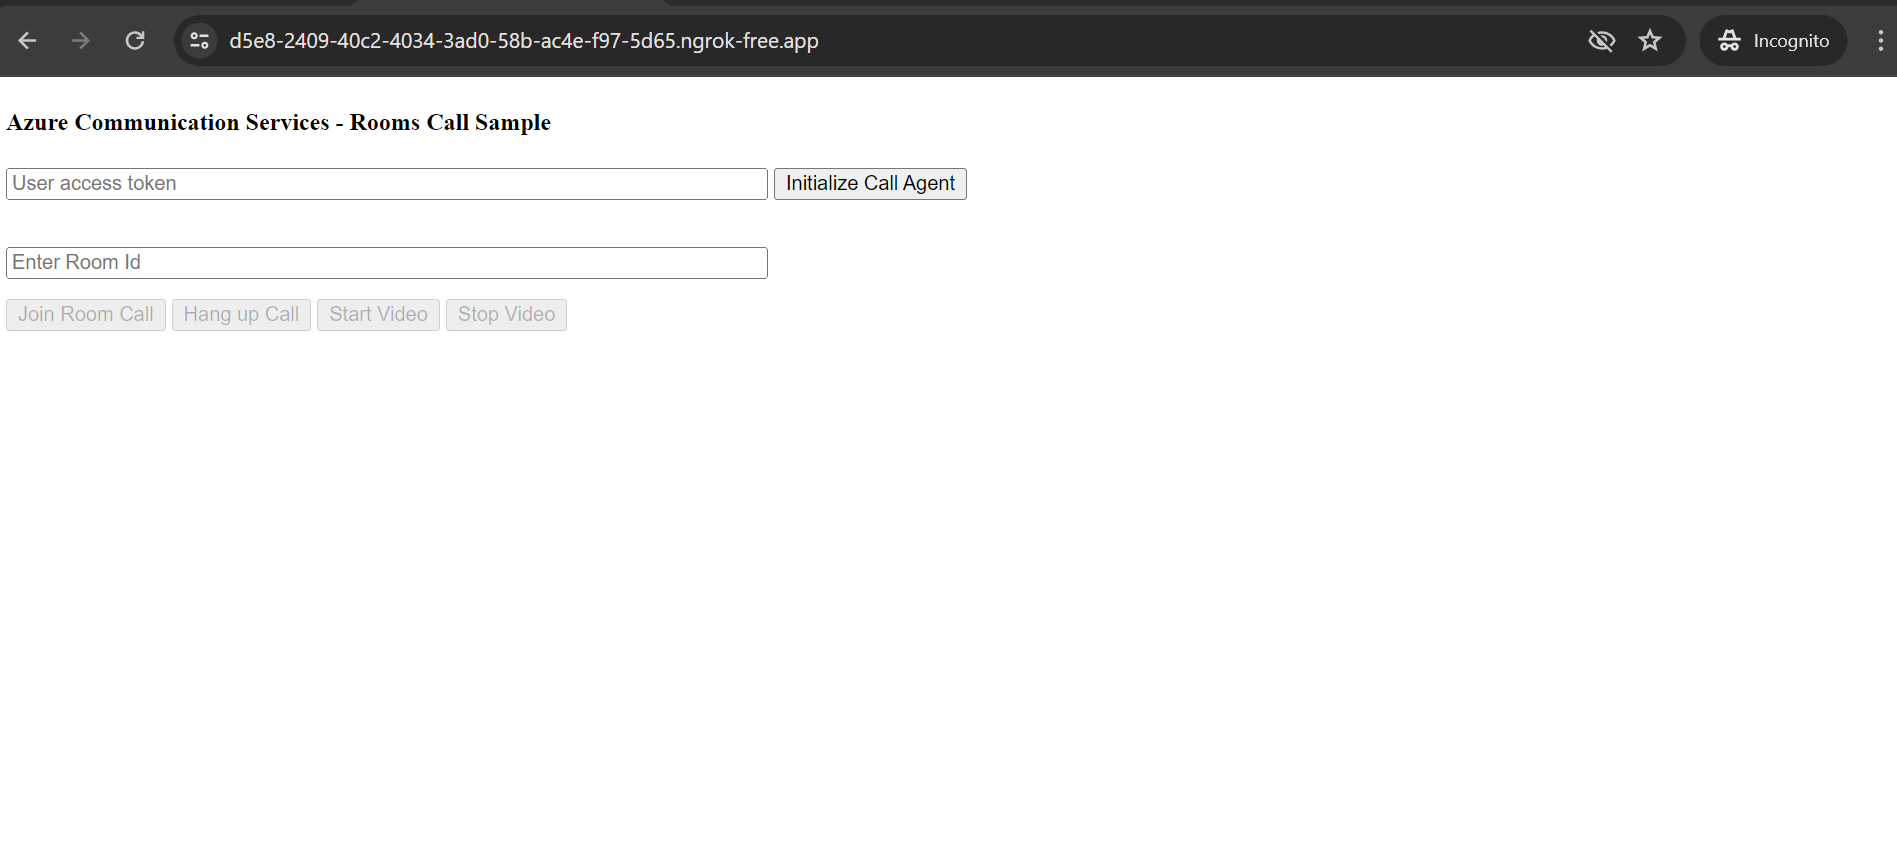 d5e8-2409-40c2-4034-3ad0-58b-ac4e-f97-5d65.ngrok-free.app Incognito
Azure Communication Services - Rooms Call Sample
User access token Initialize Call Agent
Enter Room Id
Join Room Call Hang up Call Start Video Stop Video